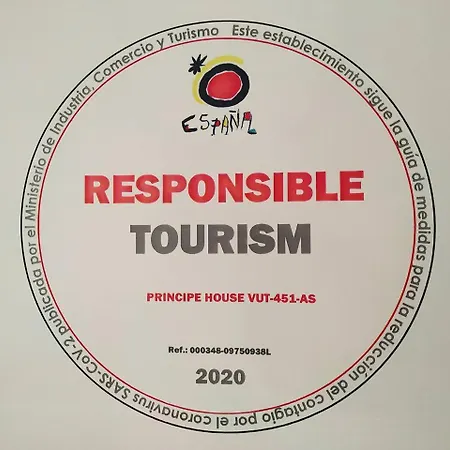 Este establecimiento sigue la guía de medidas para la reducción del contagio por el coronavirus SARS-CoV-2 publicada por el Ministerio de Industria, Comercio y Turismo
ESPAÑA
RESPONSIBLE
TOURISM
PRINCIPE HOUSE VUT-451-AS
Ref.: 000348-09750938L
2020